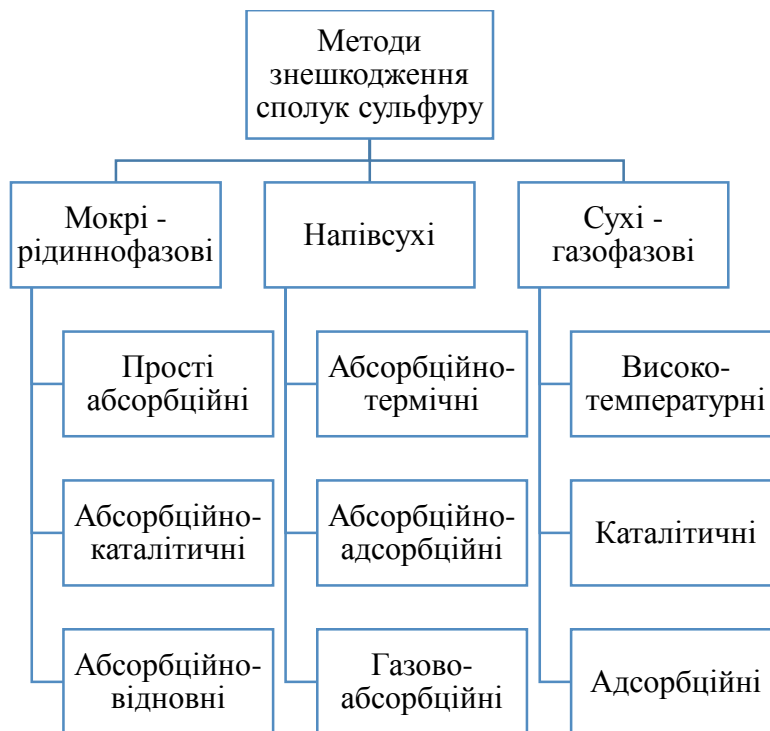 Методи
знешкодження
сполук сульфуру
Мокрі -
рідиннофазові
Напівсухі
Сухі -
газофазові
Прості
абсорбційні
Абсорбційно-
термічні
Високо-
температурні
Абсорбційно-
каталітичні
Абсорбційно-
адсорбційні
Каталітичні
Абсорбційно-
відновні
Газово-
абсорбційні
Адсорбційні